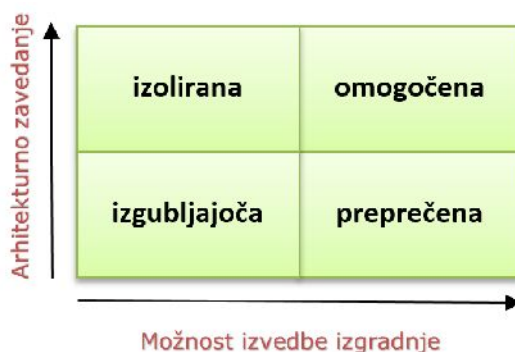 Arhitekturno zavedanje
izolirana
omogočena
izgubljajoča
preprečena
Možnost izvedbe izgradnje